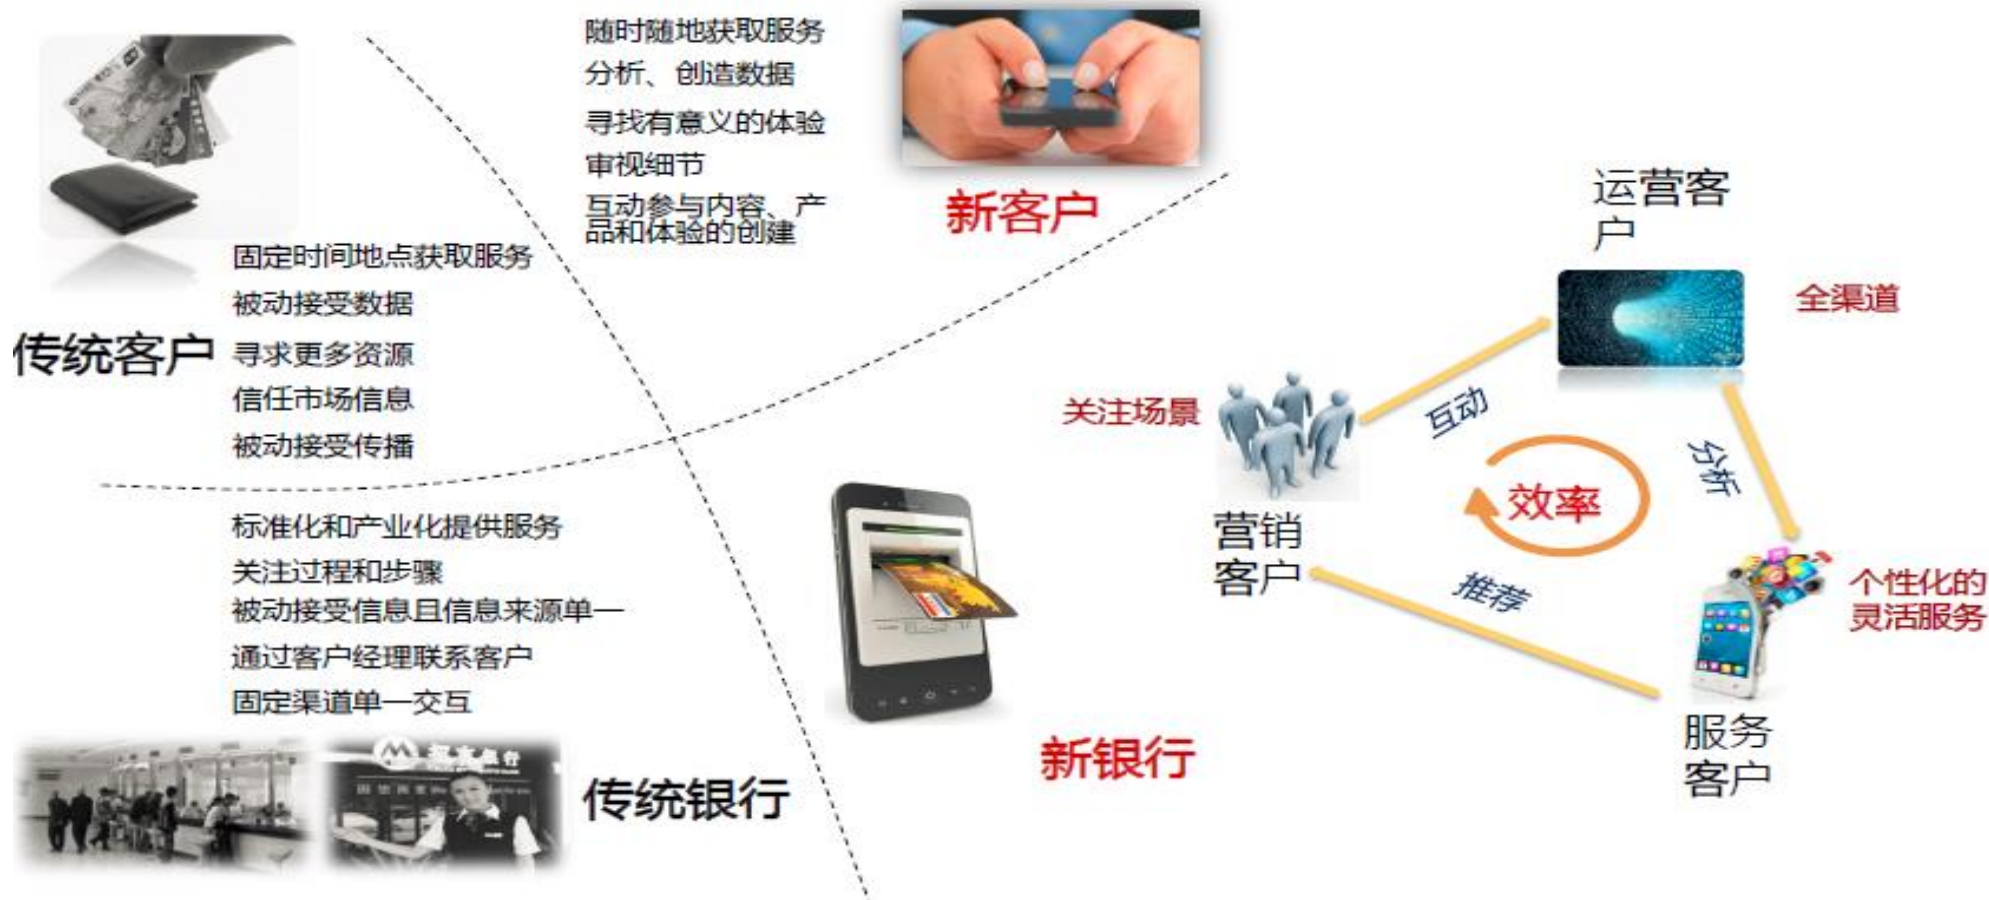 随时随地获取服务
分析、创造数据
寻找有意义的体验
审视细节
互动参与内容、产
品和体验的创建
新客户
固定时间地点获取服务
被动接受数据
传统客户
寻求更多资源
信任市场信息
被动接受传播
标准化和产业化提供服务
关注过程和步骤
被动接受信息且信息来源单一
通过客户经理联系客户
固定渠道单一交互
传统银行
新银行
运营客
户
全渠道
关注场景
互动
分析
效率
营销
客户
推荐
个性化的
灵活服务
服务
客户
招商银行